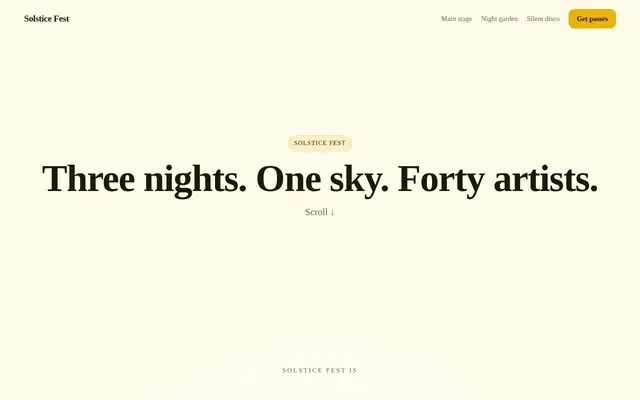 Solstice Fest
Main stage Night garden Silent disco Get passes
SOLSTICE FEST
Three nights. One sky. Forty artists.
Scroll ↓
SOLSTICE FEST IS